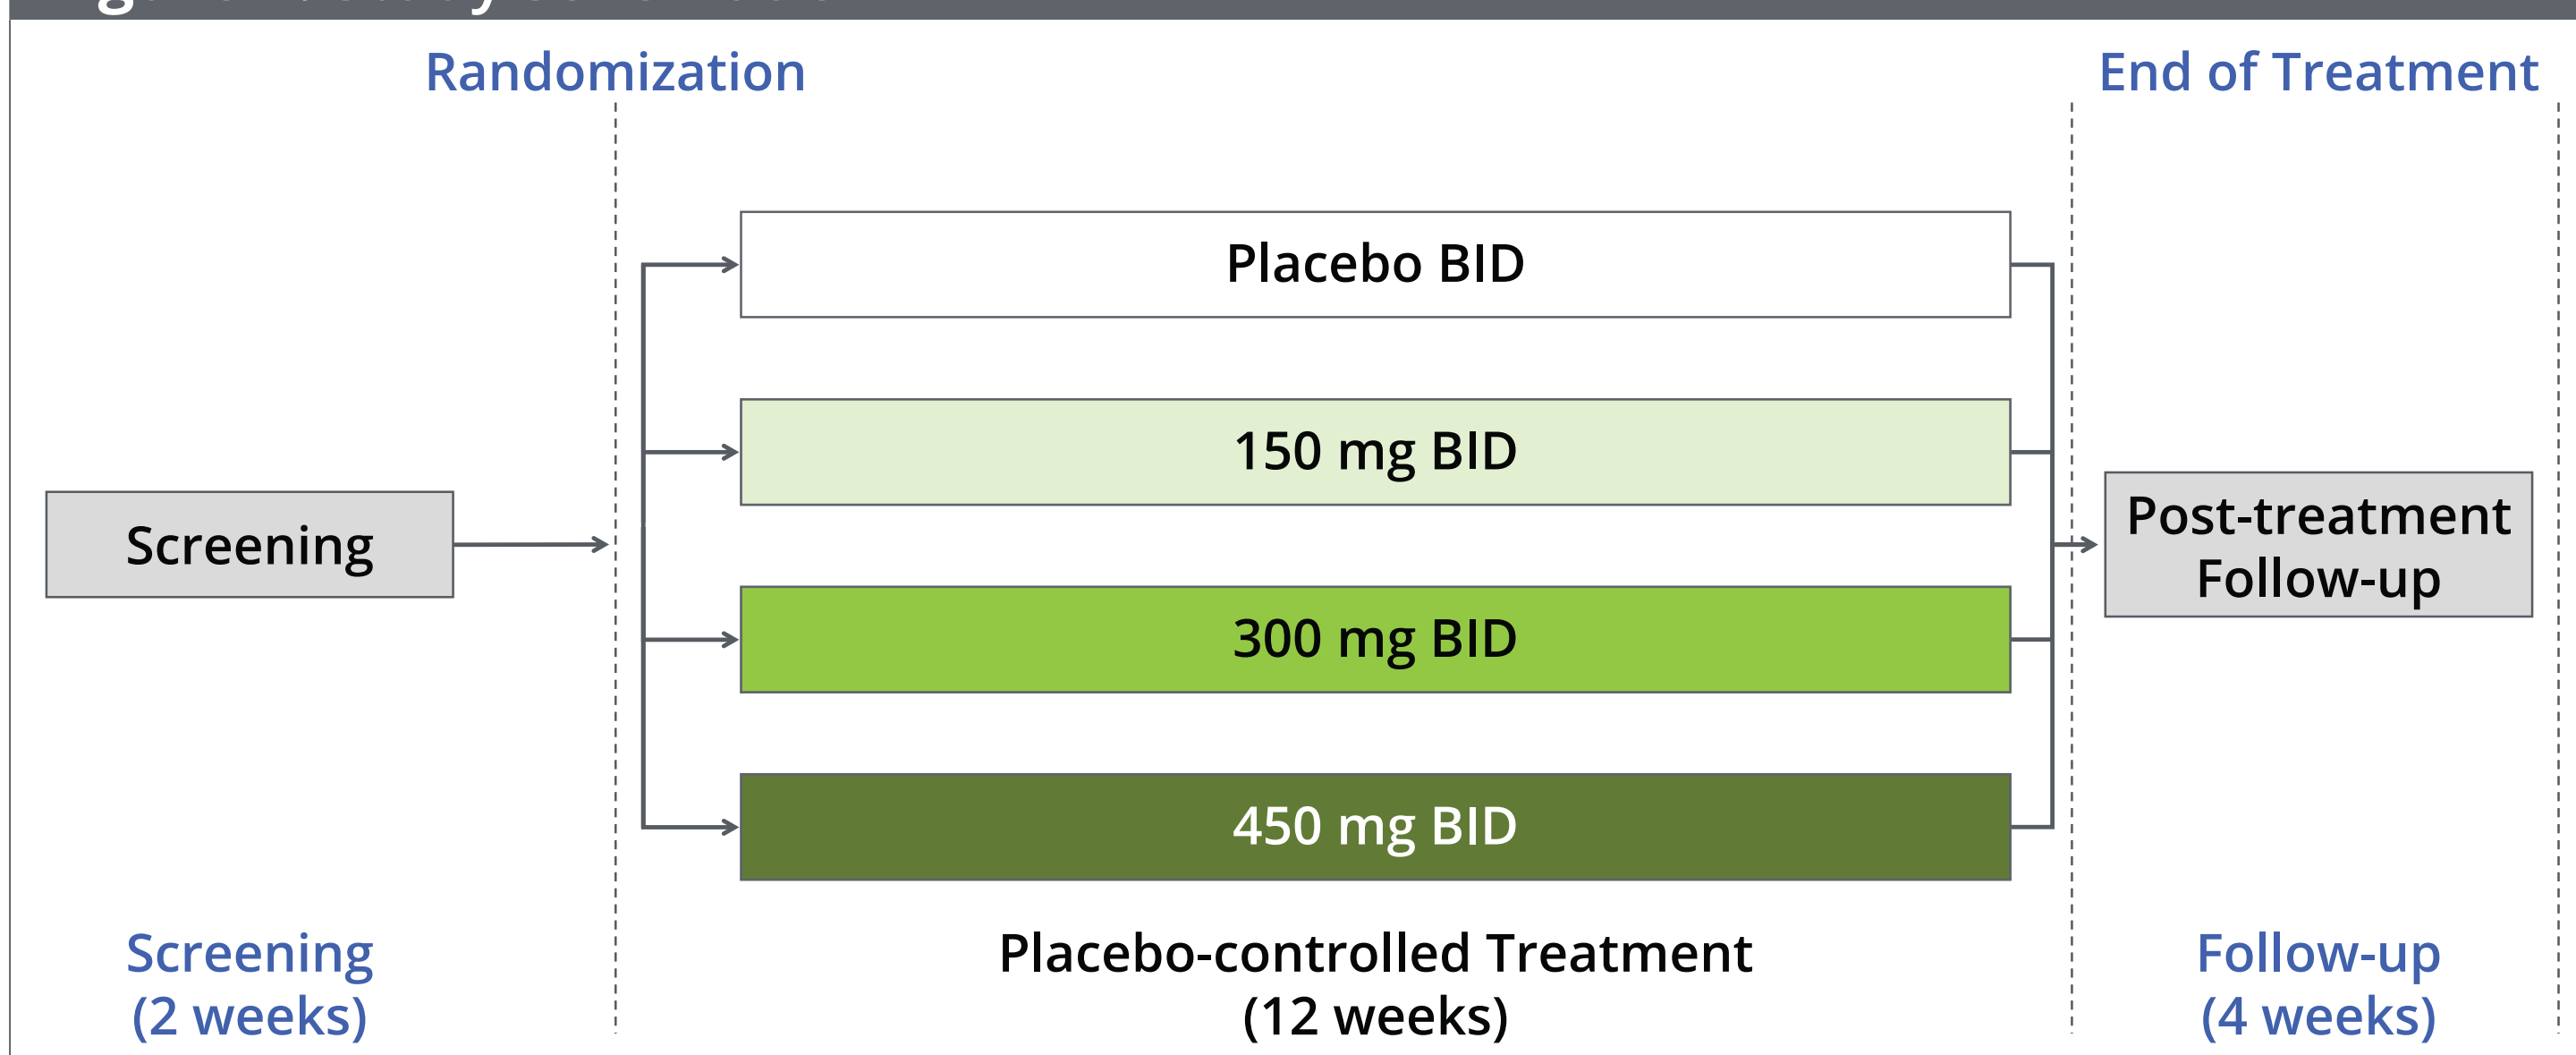 Randomization
End of Treatment
Placebo BID
150 mg BID
Screening
Post-treatment
Follow-up
300 mg BID
450 mg BID
Screening
(2 weeks)
Placebo-controlled Treatment
(12 weeks)
Follow-up
(4 weeks)